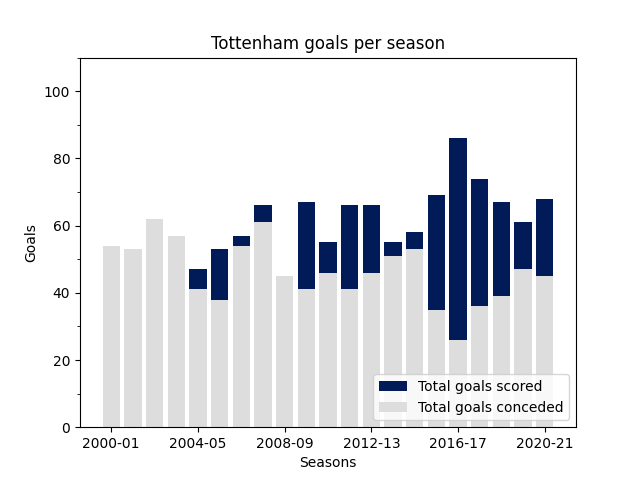 Tottenham goals per season
Goals
100
80
60
40
20
0
Total goals scored
Total goals conceded
2000-01 2004-05 2008-09 2012-13 2016-17 2020-21
Seasons